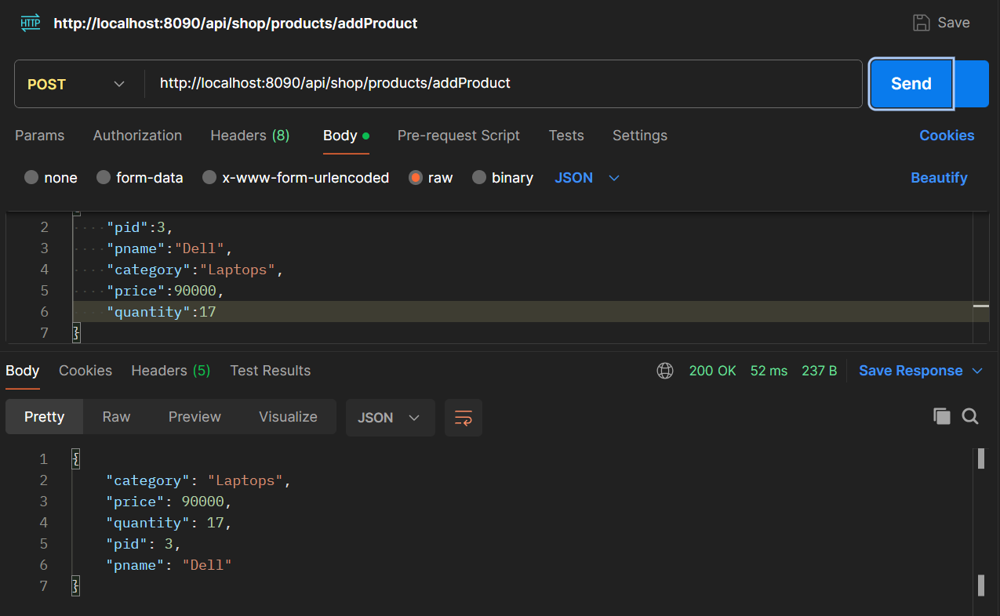 HTTP http://localhost:8090/api/shop/products/addProduct Save
POST http://localhost:8090/api/shop/products/addProduct Send
Params Authorization Headers (8) Body Pre-request Script Tests Settings Cookies
none form-data x-www-form-urlencoded raw binary JSON Beautify
2 "pid":3,
3 "pname":"Dell",
4 "category":"Laptops",
5 "price":90000,
6 "quantity":17
7 }
Body Cookies Headers (5) Test Results 200 OK 52 ms 237 B Save Response
Pretty Raw Preview Visualize JSON
1 {
2 "category": "Laptops",
3 "price": 90000,
4 "quantity": 17,
5 "pid": 3,
6 "pname": "Dell"
7 }